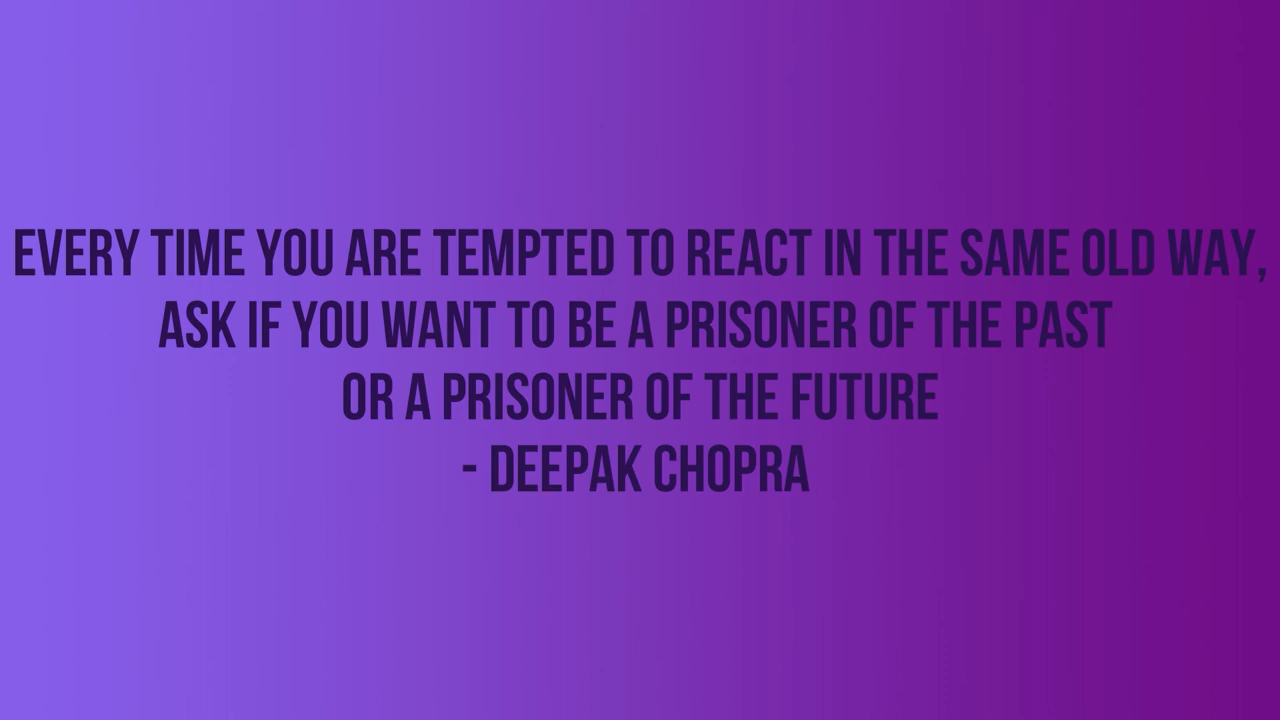 EVERY TIME YOU ARE TEMPTED TO REACT IN THE SAME OLD WAY,
ASK IF YOU WANT TO BE A PRISONER OF THE PAST
OR A PRISONER OF THE FUTURE
- DEEPAK CHOPRA